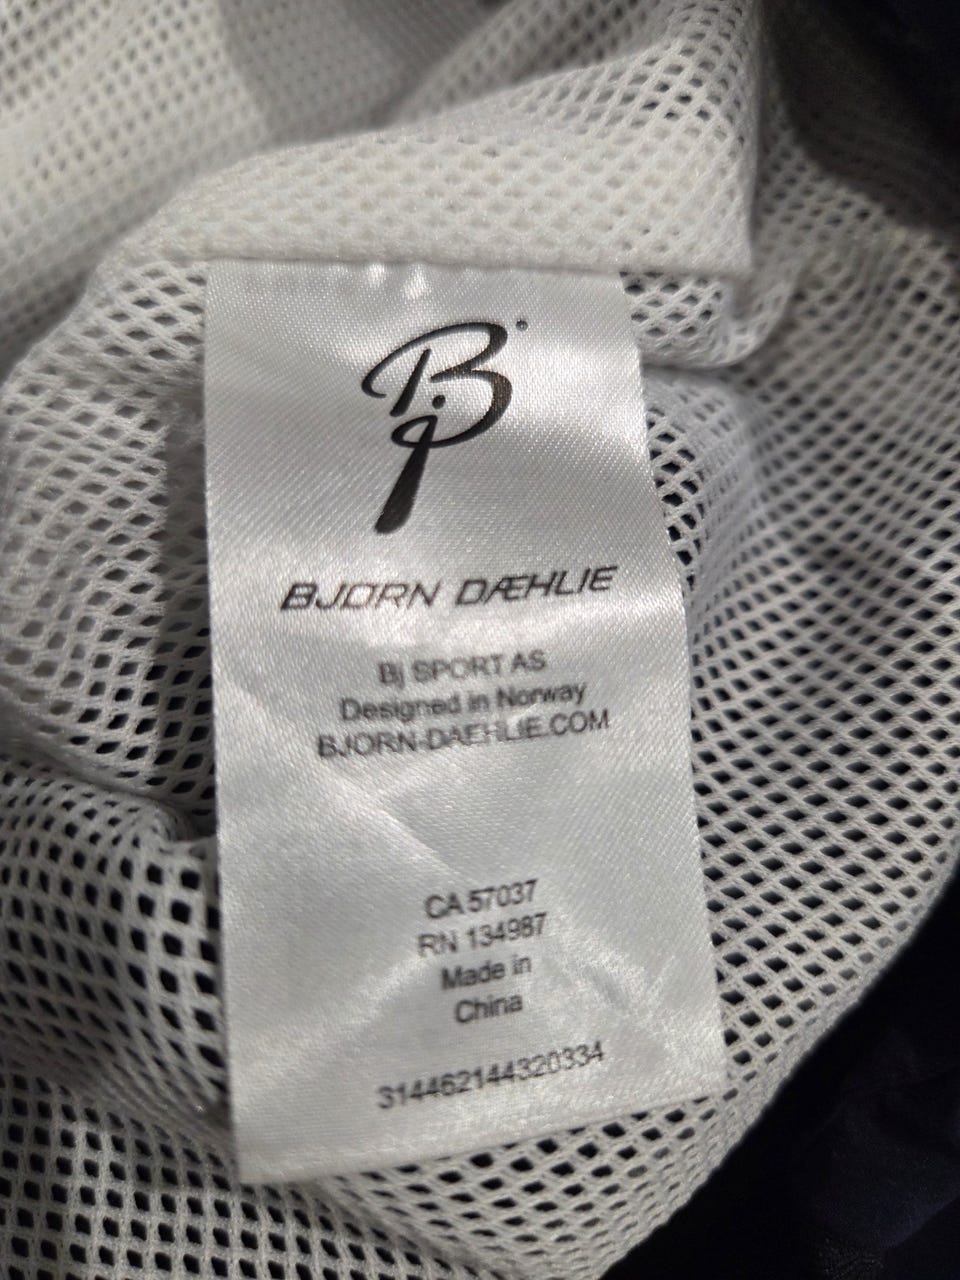 Bj
BJØRN DÆHLIE
Bj SPORT AS
Designed in Norway
BJORN-DAEHLIE.COM
CA 57037
RN 134987
Made in
China
314462144320334